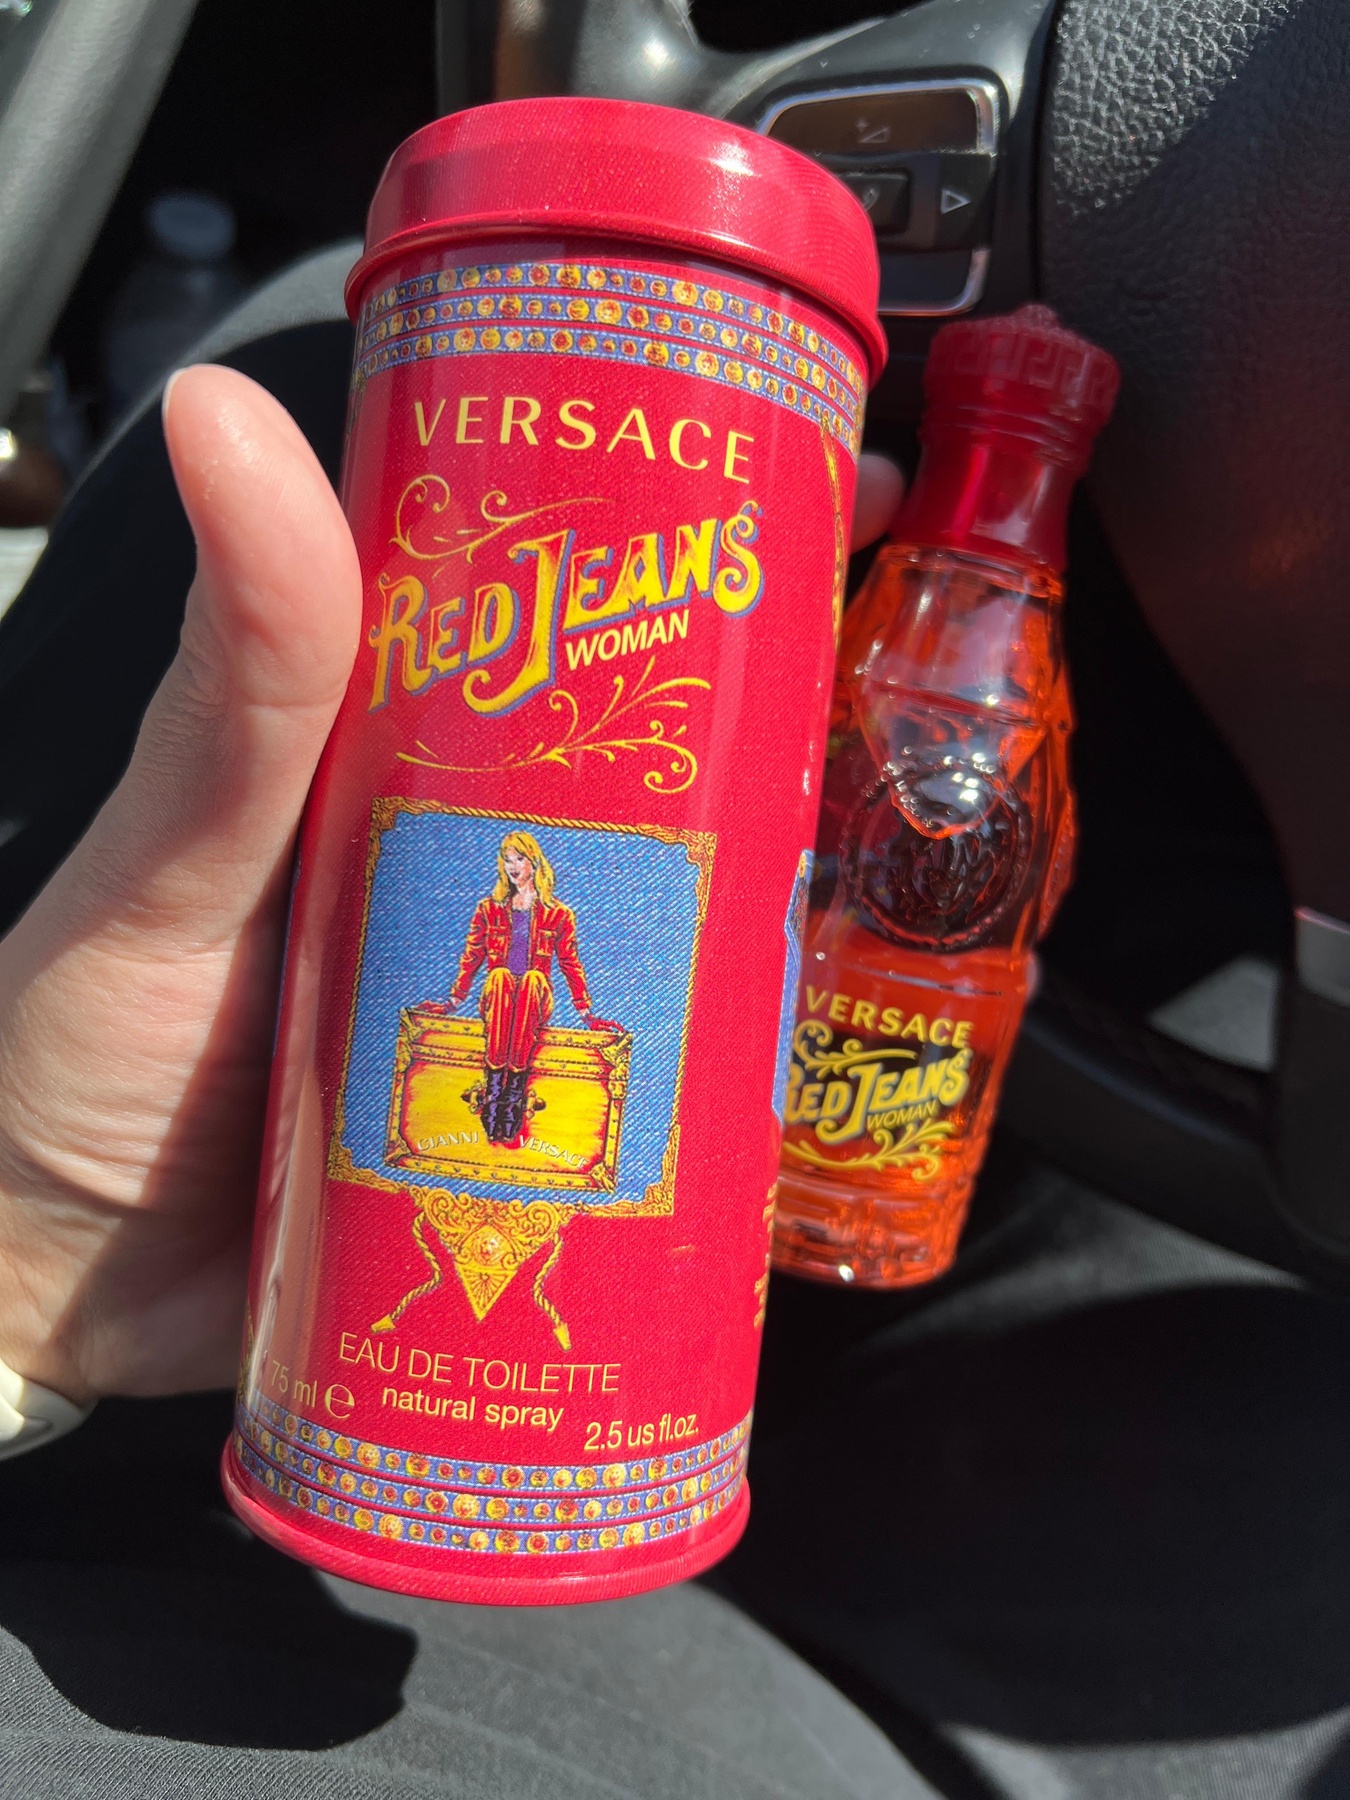 VERSACE
RED JEANS
WOMAN
GIANNI VERSACE
EAU DE TOILETTE
75 ml ℮ natural spray 2.5 us fl.oz.
VERSACE
RED JEANS
WOMAN